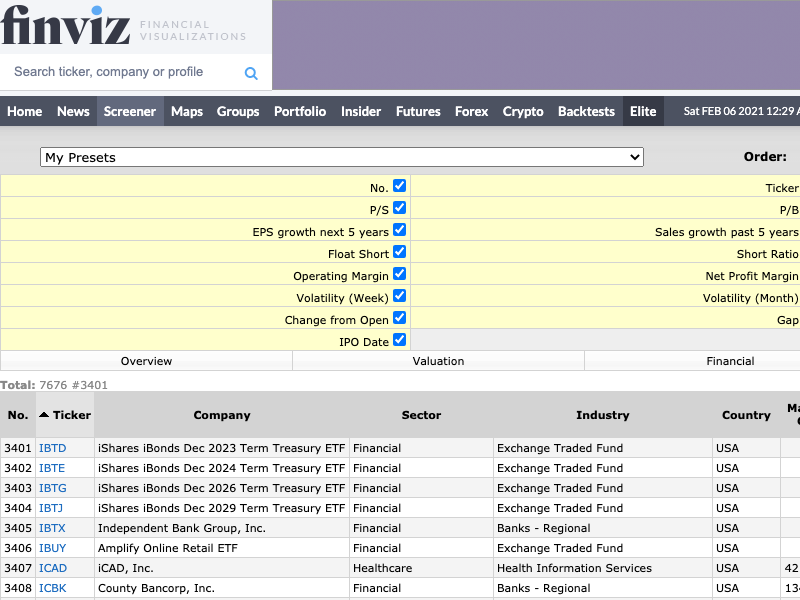 finviz FINANCIAL VISUALIZATIONS
Search ticker, company or profile
Home News Screener Maps Groups Portfolio Insider Futures Forex Crypto Backtests Elite Sat FEB 06 2021 12:29 A
My Presets Order:
No. Ticker
P/S P/B
EPS growth next 5 years Sales growth past 5 years
Float Short Short Ratio
Operating Margin Net Profit Margin
Volatility (Week) Volatility (Month)
Change from Open Gap
IPO Date
Overview Valuation Financial
Total: 7676 #3401
No. Ticker Company Sector Industry Country
3401 IBTD iShares iBonds Dec 2023 Term Treasury ETF Financial Exchange Traded Fund USA
3402 IBTE iShares iBonds Dec 2024 Term Treasury ETF Financial Exchange Traded Fund USA
3403 IBTG iShares iBonds Dec 2026 Term Treasury ETF Financial Exchange Traded Fund USA
3404 IBTJ iShares iBonds Dec 2029 Term Treasury ETF Financial Exchange Traded Fund USA
3405 IBTX Independent Bank Group, Inc. Financial Banks - Regional USA
3406 IBUY Amplify Online Retail ETF Financial Exchange Traded Fund USA
3407 ICAD iCAD, Inc. Healthcare Health Information Services USA 42
3408 ICBK County Bancorp, Inc. Financial Banks - Regional USA